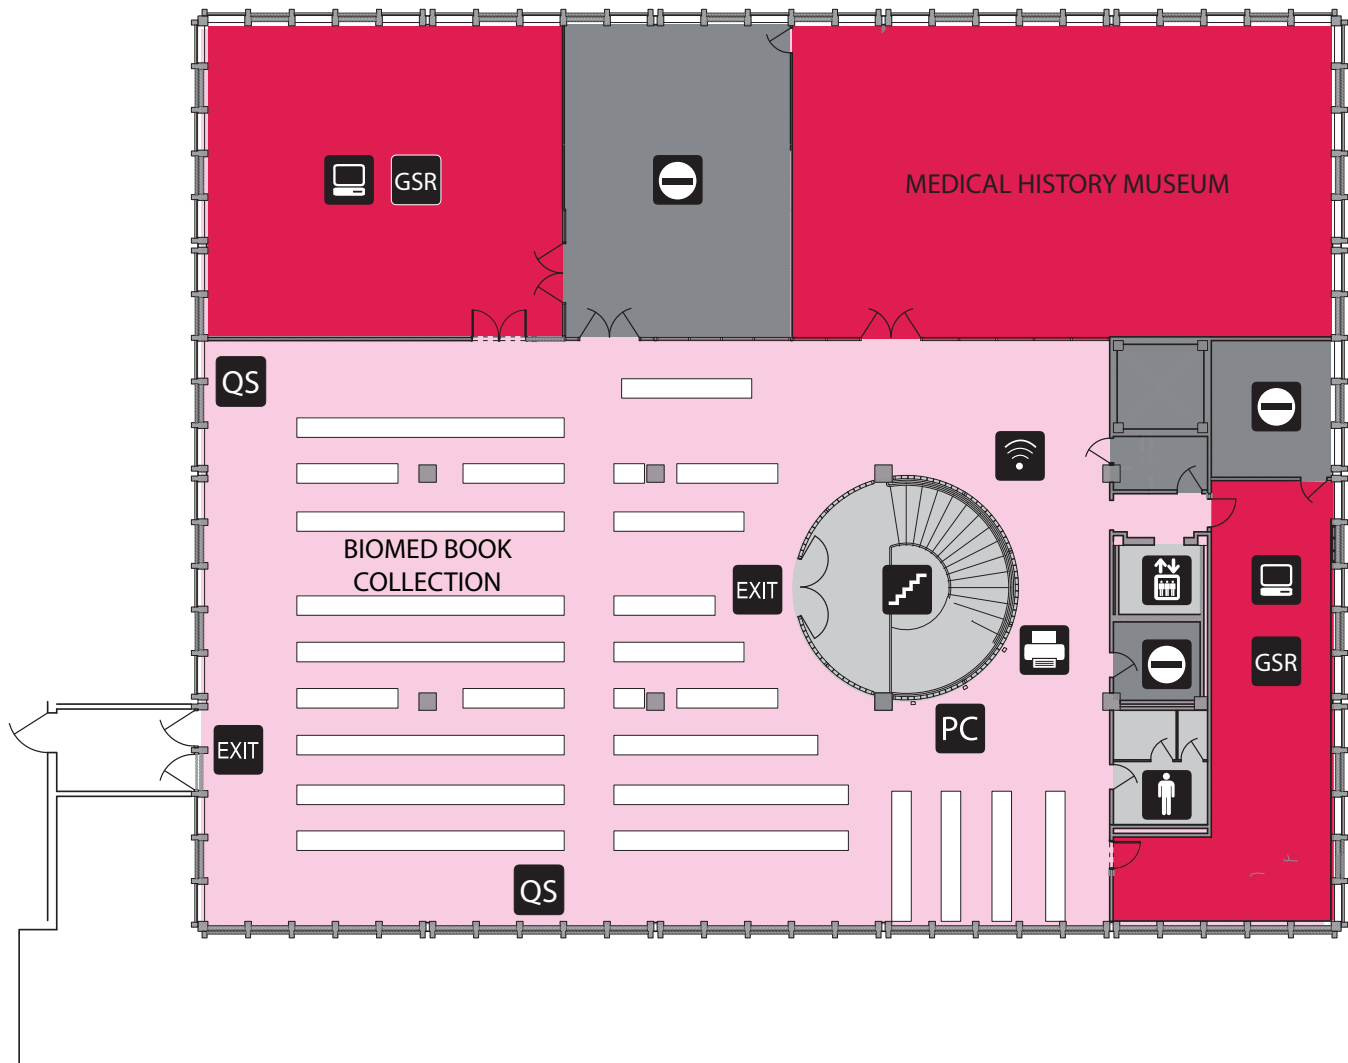 GSR
MEDICAL HISTORY MUSEUM
QS
BIOMED BOOK
COLLECTION
EXIT
GSR
PC
EXIT
QS